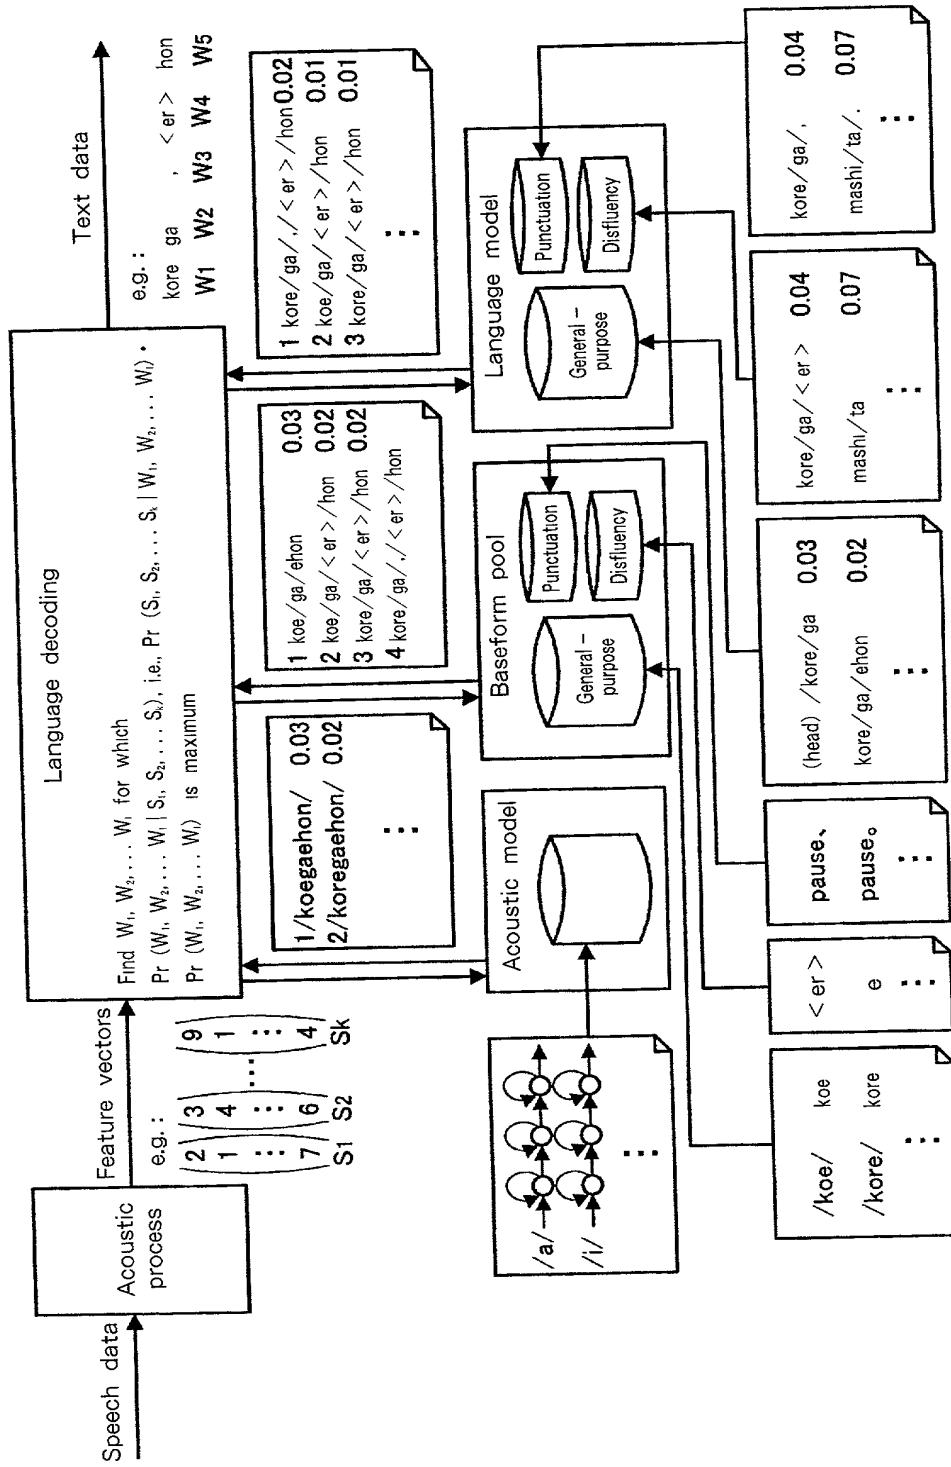 Speech data
Acoustic
process
Feature vectors
e.g. :
2 3 9
1 4 ... 1
⋮ ⋮ ⋮
7 6 4
S1 S2 Sk
Language decoding
Find W₁, W₂, ... Wᵢ for which
Pr (W₁, W₂, ... Wᵢ | S₁, S₂, ... Sₖ), i.e., Pr (S₁, S₂, ... Sₖ | W₁, W₂, ... Wᵢ) •
Pr (W₁, W₂, ... Wᵢ) is maximum
Text data
e.g. :
kore ga , < er > hon
W1 W2 W3 W4 W5
1/koegaehon/ 0.03
2/koregaehon/ 0.02
⋮
1 koe/ga/ehon 0.03
2 koe/ga/< er > /hon 0.02
3 kore/ga/< er > /hon 0.02
4 kore/ga/,/< er > /hon
1 kore/ga/,/< er > /hon 0.02
2 koe/ga/< er > /hon 0.01
3 kore/ga/< er > /hon 0.01
⋮
Acoustic model
Baseform pool
General –
purpose
Punctuation
Disfluency
Language model
General –
purpose
Punctuation
Disfluency
/a/
/i/
⋮
/koe/ koe
/kore/ kore
⋮
< er >
e
⋮
pause、
pause。
⋮
(head) /kore/ga 0.03
kore/ga/ehon 0.02
⋮
kore/ga/< er > 0.04
mashi/ta 0.07
⋮
kore/ga/, 0.04
mashi/ta/. 0.07
⋮